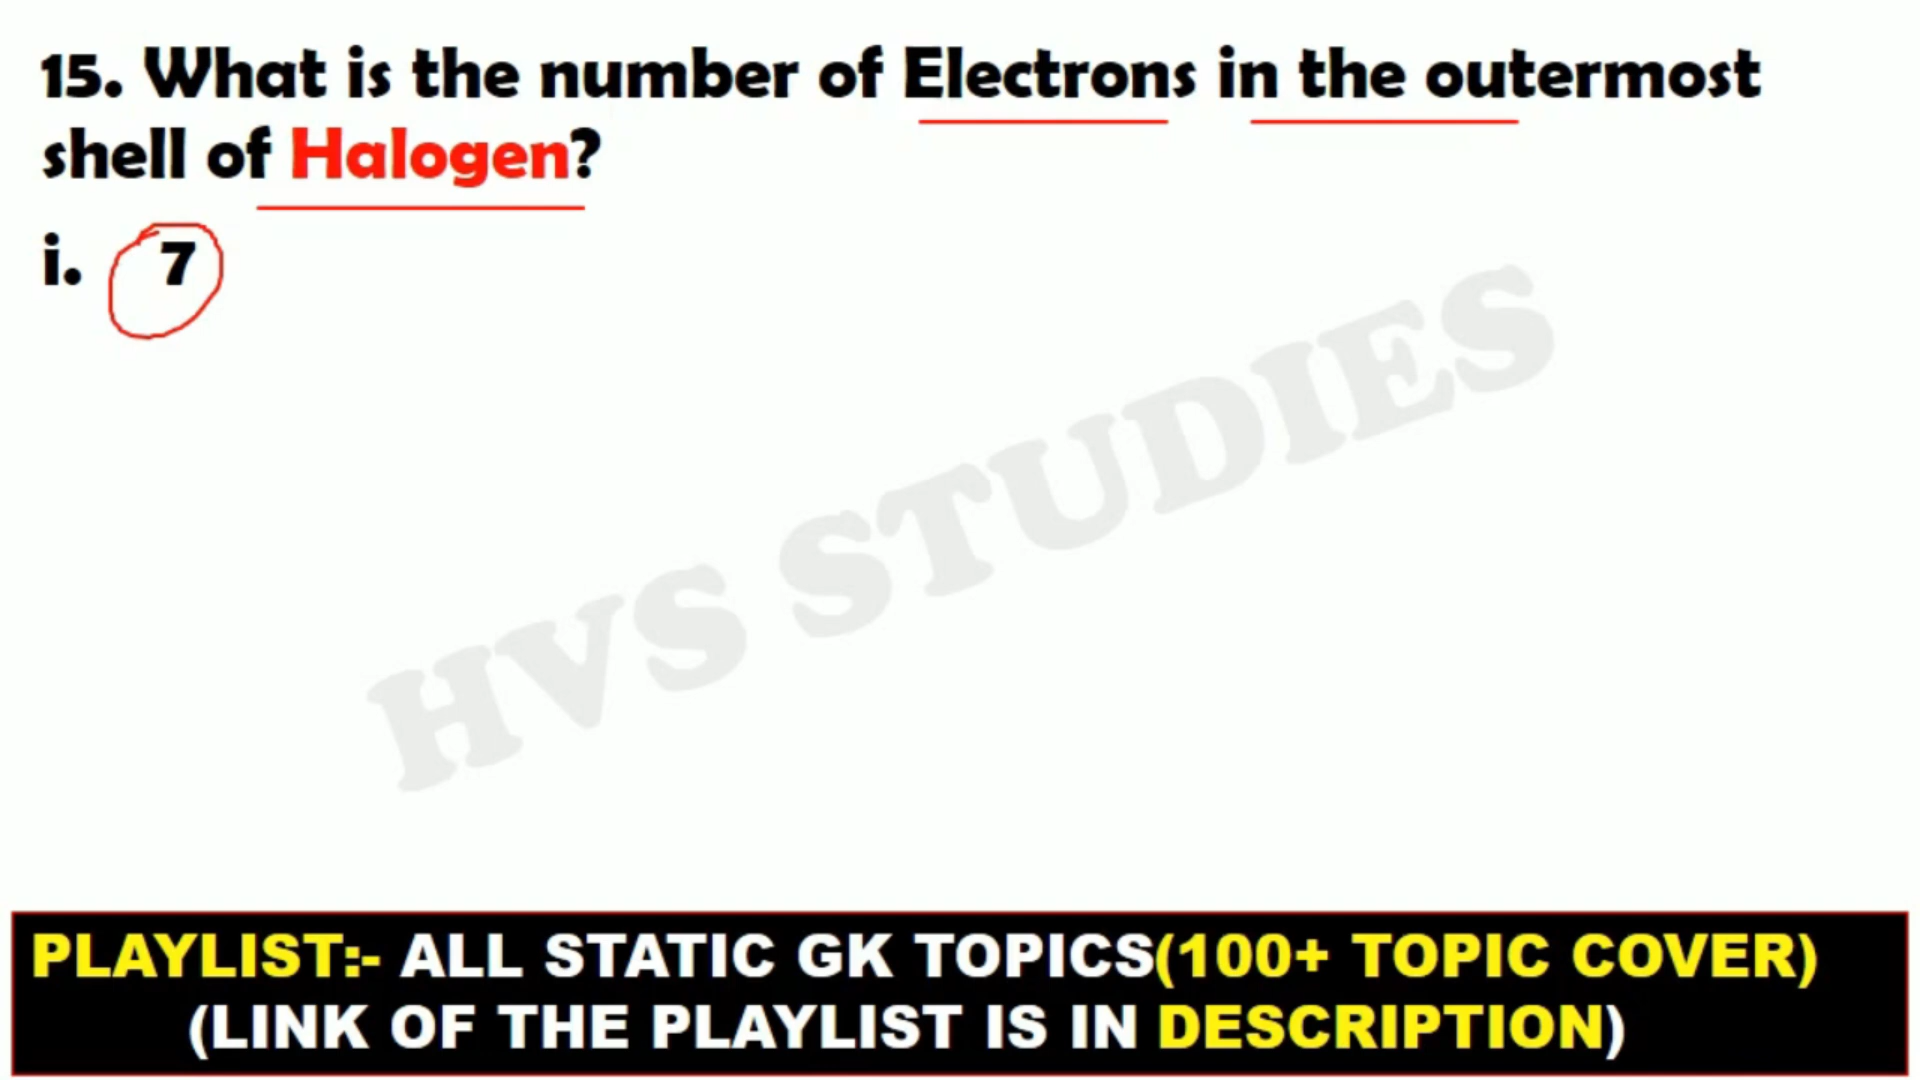 15. What is the number of Electrons in the outermost
shell of Halogen?
i. 7
HVS STUDIES
PLAYLIST:- ALL STATIC GK TOPICS(100+ TOPIC COVER)
(LINK OF THE PLAYLIST IS IN DESCRIPTION)